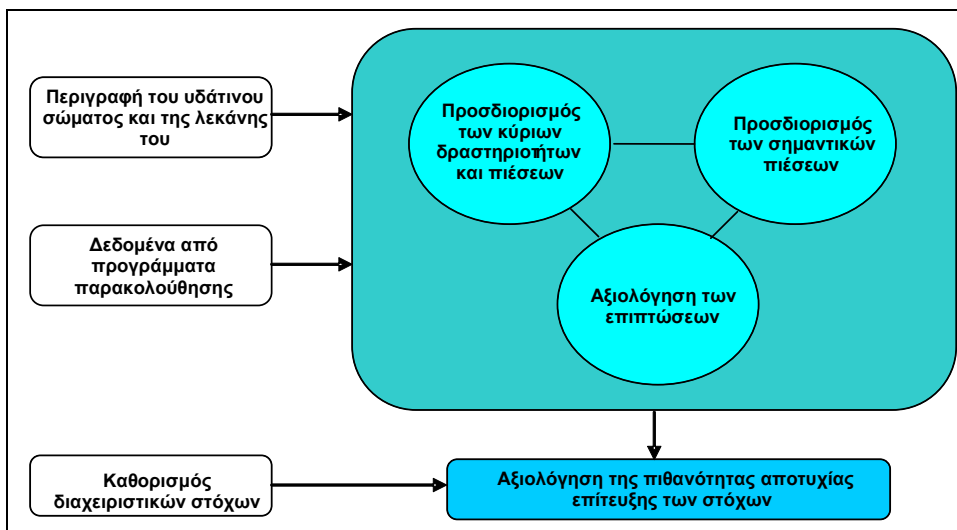 Περιγραφή του υδάτινου
σώματος και της λεκάνης
του
Προσδιορισμός
των κύριων
δραστηριοτήτων
και πιέσεων
Προσδιορισμός
των σημαντικών
πιέσεων
Δεδομένα από
προγράμματα
παρακολούθησης
Αξιολόγηση των
επιπτώσεων
Καθορισμός
διαχειριστικών στόχων
Αξιολόγηση της πιθανότητας αποτυχίας
επίτευξης των στόχων